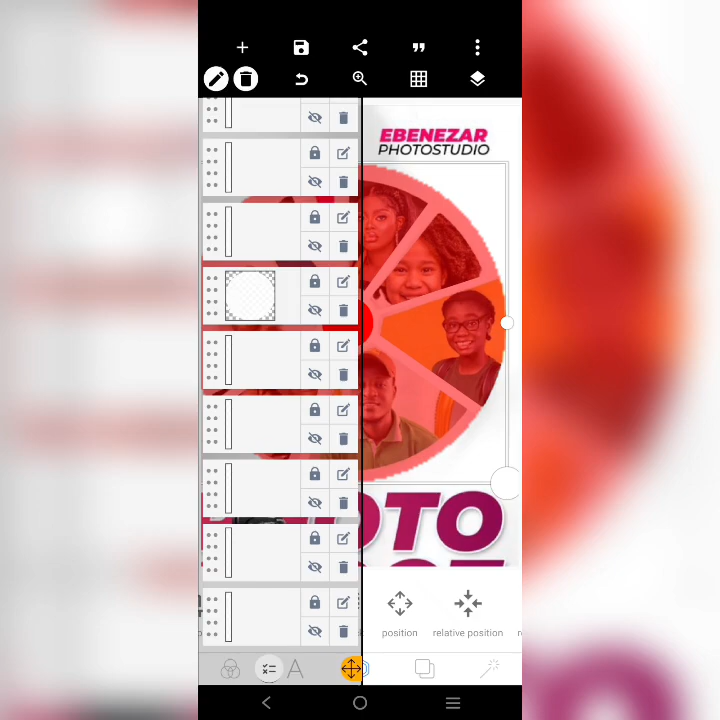 EBENEZAR
PHOTOSTUDIO
OTO
position
relative position